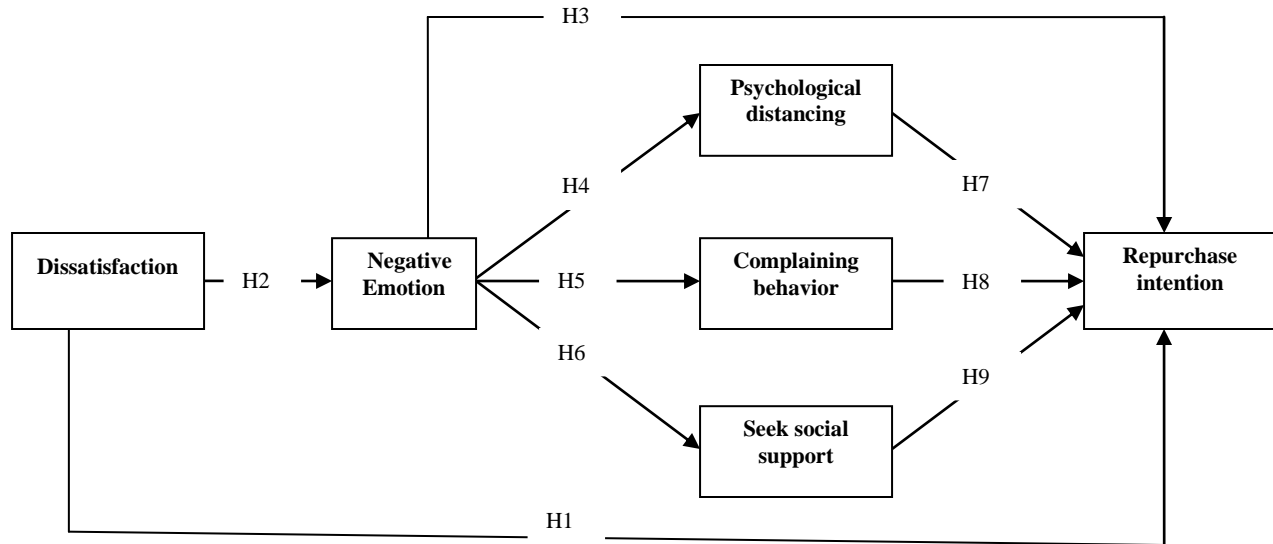 H3
Psychological
distancing
H4
H7
Dissatisfaction
H2
Negative
Emotion
H5
Complaining
behavior
H8
Repurchase
intention
H6
H9
Seek social
support
H1